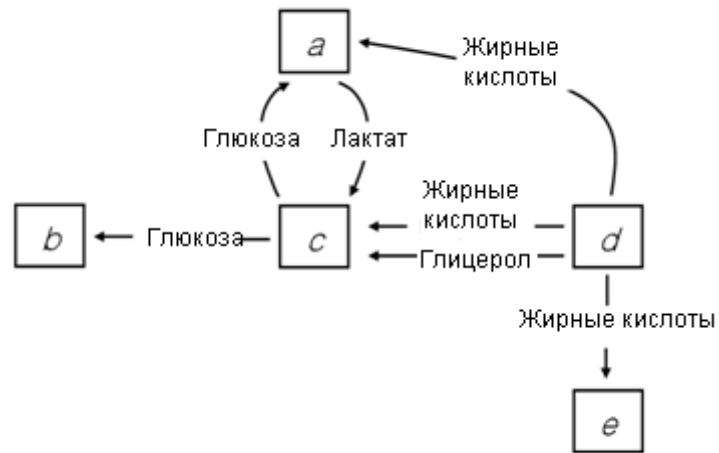 a
Жирные
кислоты
Глюкоза
Лактат
Жирные
кислоты
b
Глюкоза
c
d
Глицерол
Жирные кислоты
e